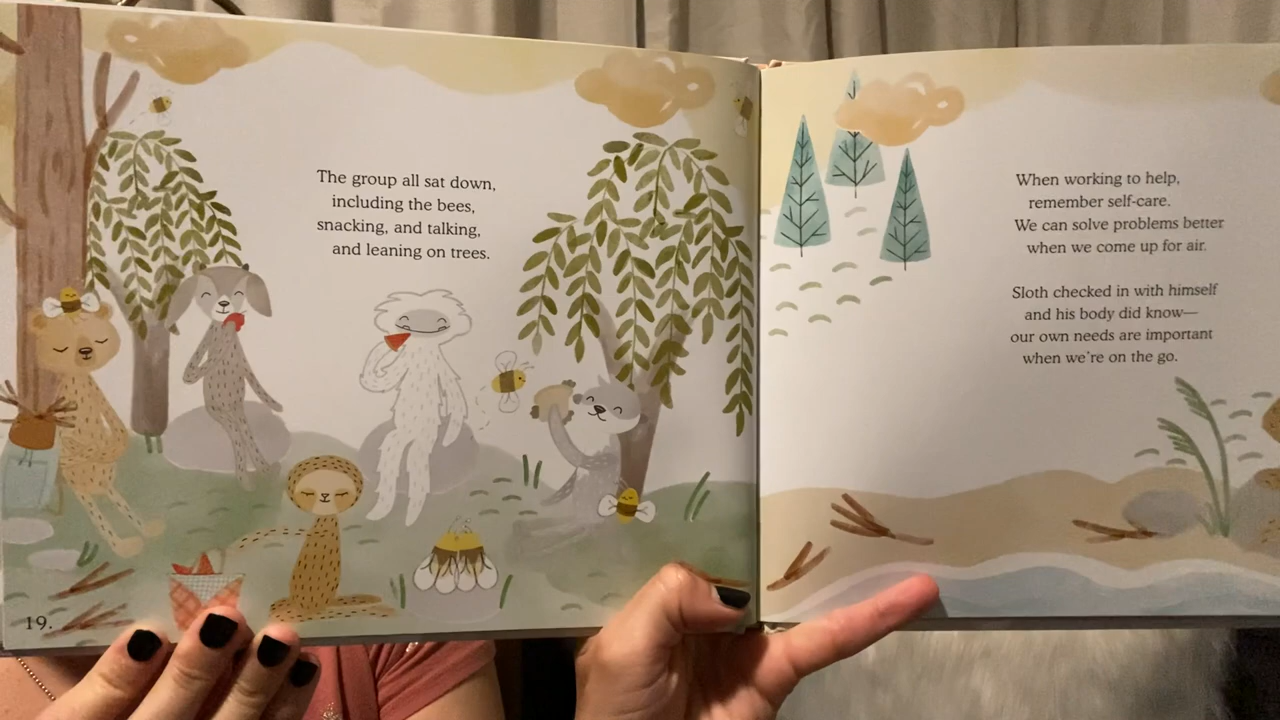 The group all sat down,
including the bees,
snacking, and talking,
and leaning on trees.
19.
When working to help,
remember self-care.
We can solve problems better
when we come up for air.
Sloth checked in with himself
and his body did know—
our own needs are important
when we're on the go.